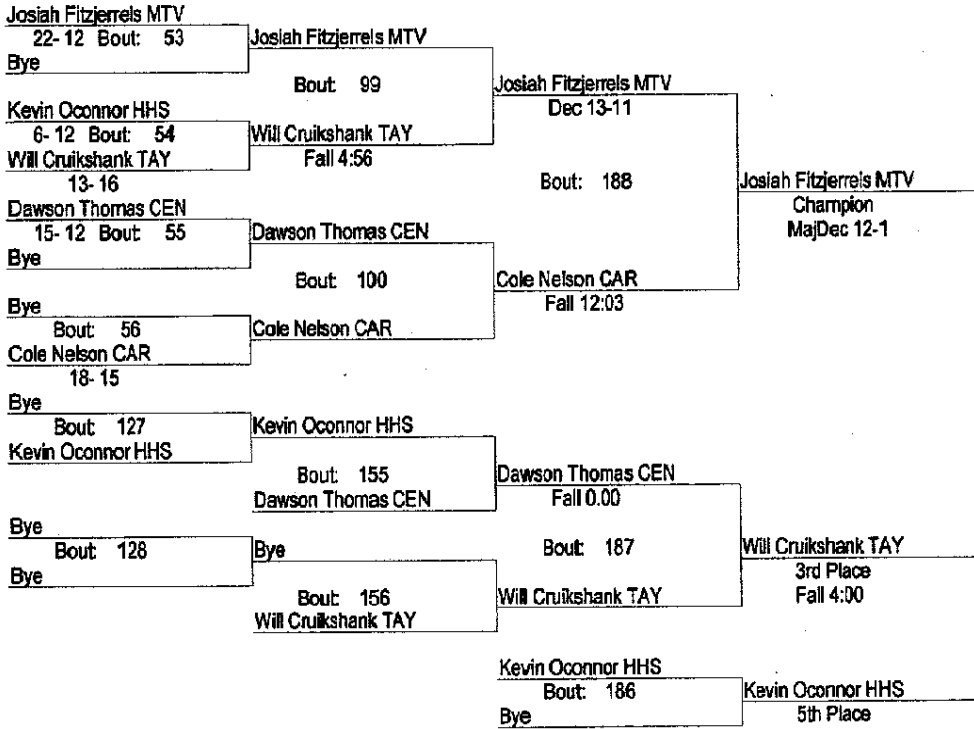 Josiah Fitzjerrels MTV
22- 12 Bout: 53
Bye
Josiah Fitzjerrels MTV
Bout: 99
Kevin Oconnor HHS
6- 12 Bout: 54
Will Cruikshank TAY
13- 16
Will Cruikshank TAY
Fall 4:56
Josiah Fitzjerrels MTV
Dec 13-11
Bout: 188
Dawson Thomas CEN
15- 12 Bout: 55
Bye
Dawson Thomas CEN
Bout: 100
Bye
Bout: 56
Cole Nelson CAR
18- 15
Cole Nelson CAR
Cole Nelson CAR
Fall 12:03
Josiah Fitzjerrels MTV
Champion
MajDec 12-1
Bye
Bout: 127
Kevin Oconnor HHS
Kevin Oconnor HHS
Bout: 155
Dawson Thomas CEN
Dawson Thomas CEN
Fall 0.00
Bout: 187
Bye
Bout: 128
Bye
Bye
Bout: 156
Will Cruikshank TAY
Will Cruikshank TAY
Will Cruikshank TAY
3rd Place
Fall 4:00
Kevin Oconnor HHS
Bout: 186
Bye
Kevin Oconnor HHS
5th Place